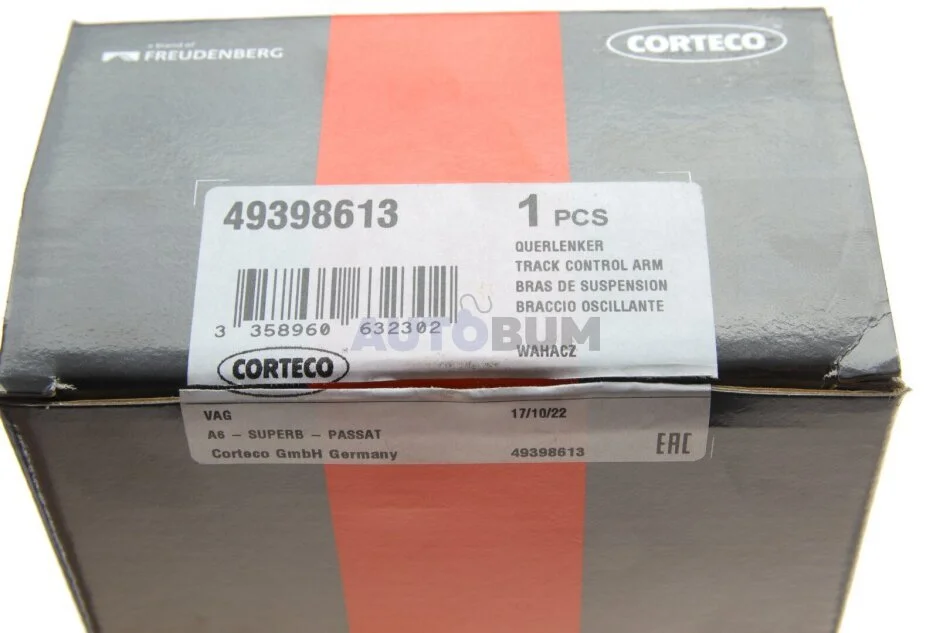 a brand of
FREUDENBERG
CORTECO
49398613
1 PCS
QUERLENKER
TRACK CONTROL ARM
BRAS DE SUSPENSION
BRACCIO OSCILLANTE
WAHACZ
3 358960 632302
AUTOBUM
CORTECO
VAG
17/10/22
A6 - SUPERB - PASSAT
Corteco GmbH Germany
49398613
EAC